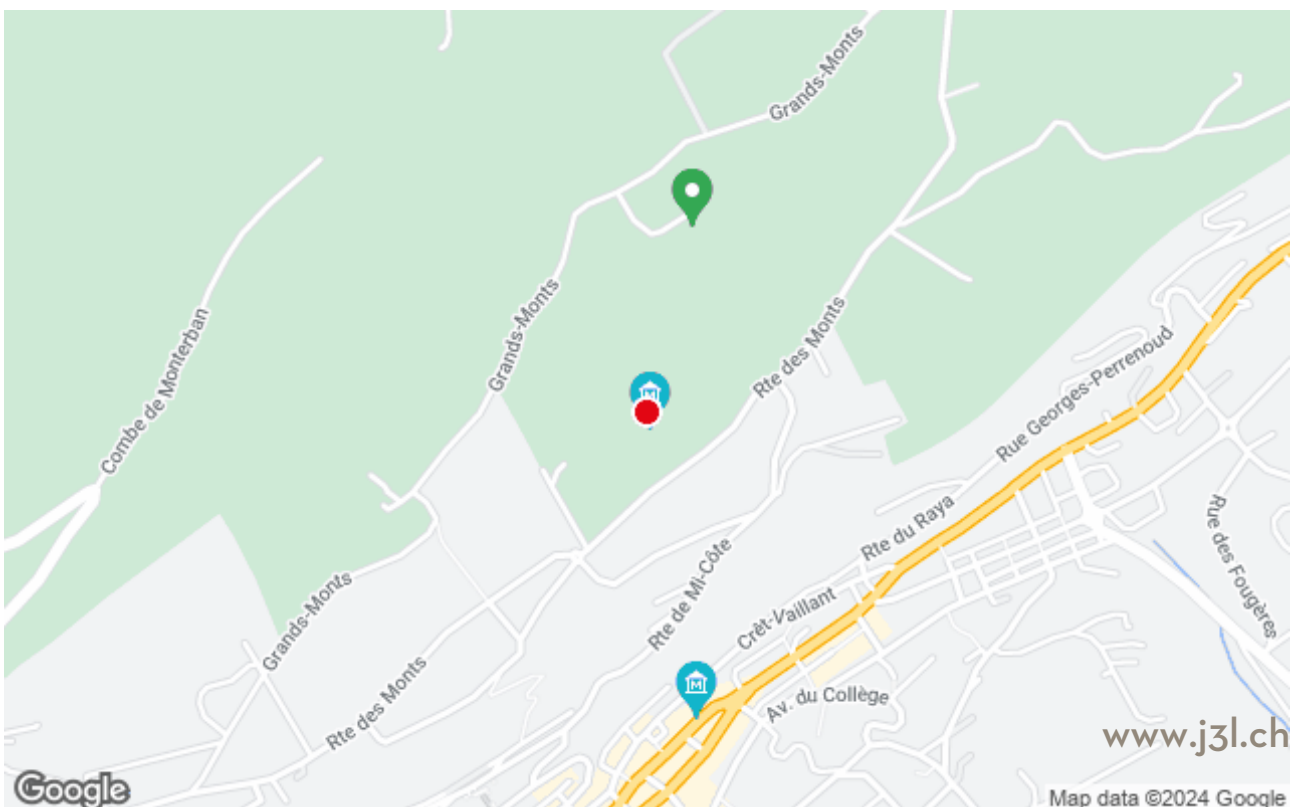 Grands-Monts
Combe de Monterban
Grands-Monts
Rte des Monts
Rue Georges-Perrenoud
Rue des Fougères
Rte du Raya
Rte de Mi-Côte
Crêt-Vaillant
Grands-Monts
Rte des Monts
Av. du Collège
M
M
www.j3l.ch
Google
Map data ©2024 Google